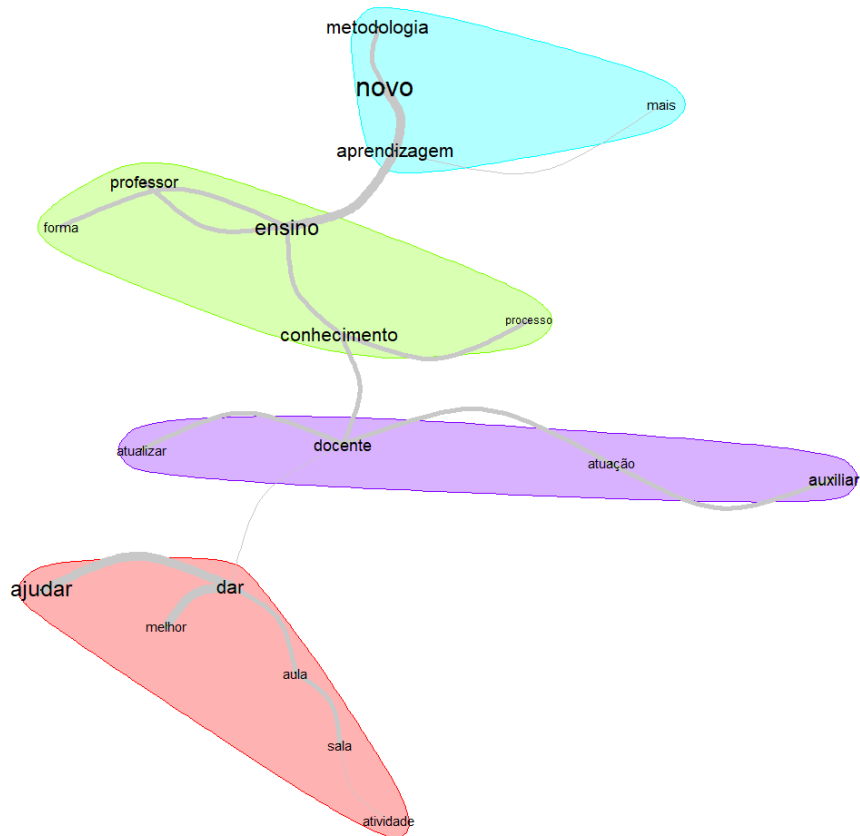 metodologia
novo
mais
aprendizagem
professor
forma
ensino
processo
conhecimento
docente
atualizar
atuação
auxiliar
ajudar
dar
melhor
aula
sala
atividade